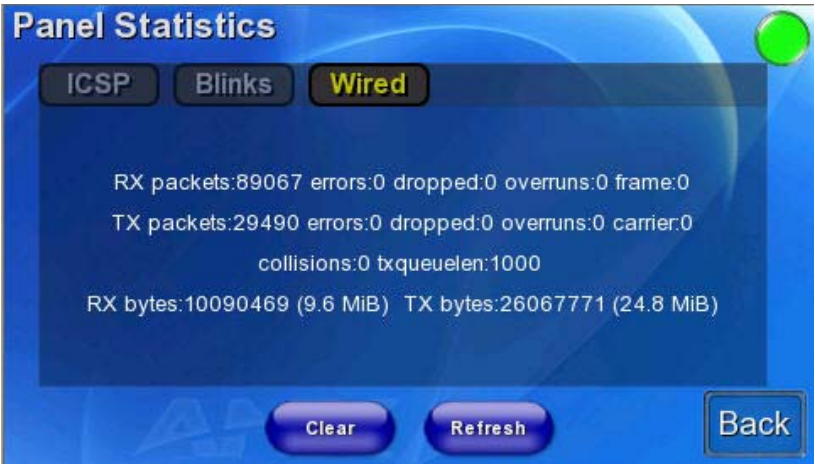 Panel Statistics
ICSP Blinks Wired
RX packets:89067 errors:0 dropped:0 overruns:0 frame:0
TX packets:29490 errors:0 dropped:0 overruns:0 carrier:0
collisions:0 txqueuelen:1000
RX bytes:10090469 (9.6 MiB) TX bytes:26067771 (24.8 MiB)
Clear Refresh Back